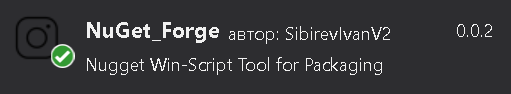 NuGet_Forge автор: SibirevIvanV2 0.0.2
Nugget Win-Script Tool for Packaging